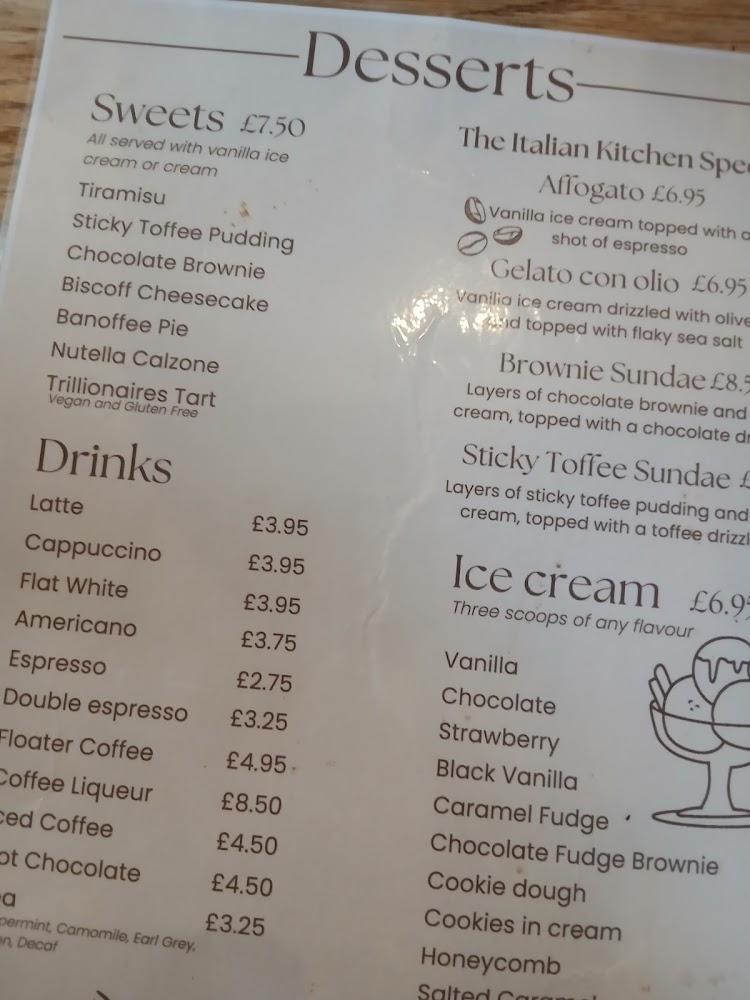 Desserts
Sweets £7.50
All served with vanilla ice
cream or cream
Tiramisu
Sticky Toffee Pudding
Chocolate Brownie
Biscoff Cheesecake
Banoffee Pie
Nutella Calzone
Trillionaires Tart
Vegan and Gluten Free
Drinks
Latte £3.95
Cappuccino £3.95
Flat White £3.95
Americano £3.75
Espresso £2.75
Double espresso £3.25
Floater Coffee £4.95
Coffee Liqueur £8.50
Coffee £4.50
Chocolate £4.50
£3.25
Camomile, Earl Grey,
Decaf
The Italian Kitchen
Affogato £6.95
Vanilla ice cream topped with a
shot of espresso
Gelato con olio £6.95
Vanilla ice cream drizzled with olive
and topped with flaky sea salt
Brownie Sundae
Layers of chocolate brownie and
cream, topped with a chocolate
Sticky Toffee Sundae
Layers of sticky toffee pudding and
cream, topped with a toffee
Ice cream
Three scoops of any flavour
Vanilla
Chocolate
Strawberry
Black Vanilla
Caramel Fudge
Chocolate Fudge Brownie
Cookie dough
Cookies in cream
Honeycomb
Salted Caramel